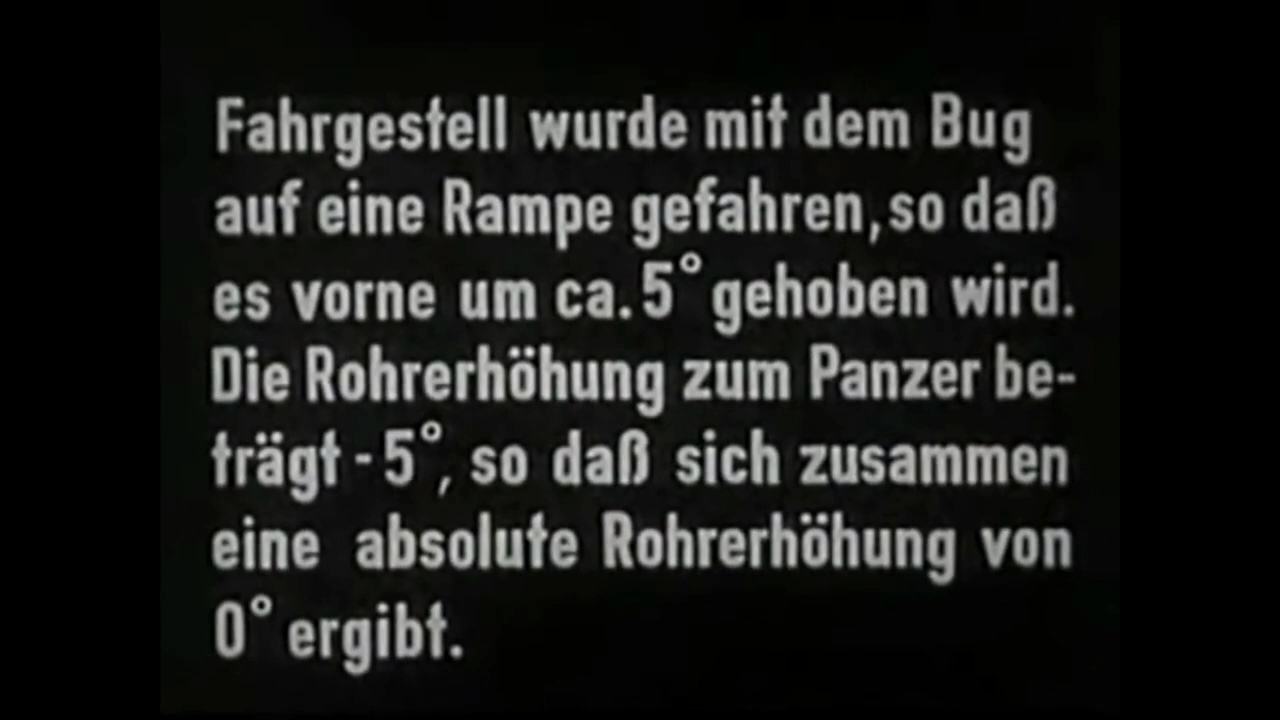 Fahrgestell wurde mit dem Bug
auf eine Rampe gefahren, so daß
es vorne um ca. 5° gehoben wird.
Die Rohrerhöhung zum Panzer be-
trägt - 5°, so daß sich zusammen
eine absolute Rohrerhöhung von
0° ergibt.